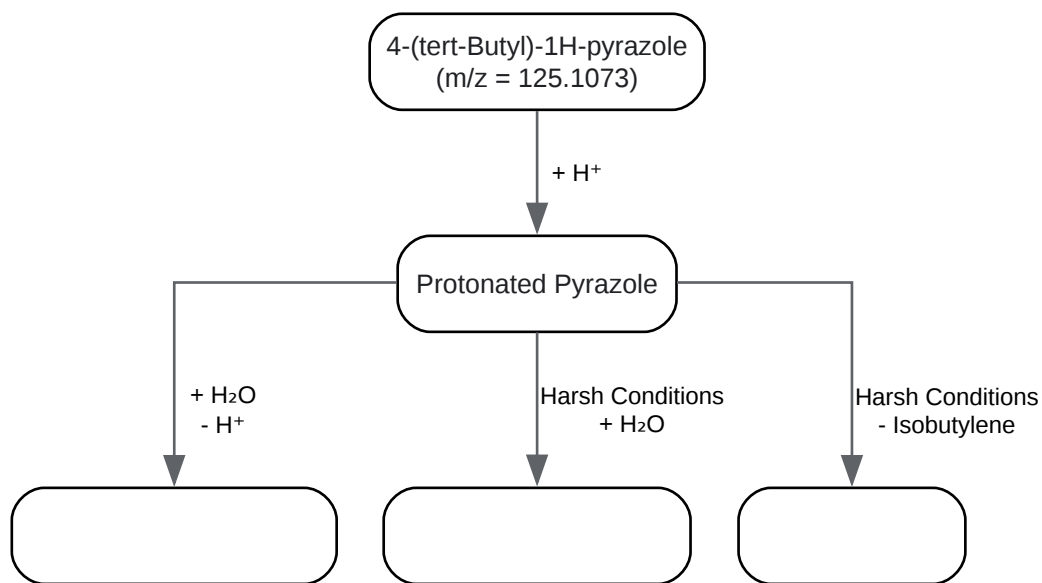 4-(tert-Butyl)-1H-pyrazole
(m/z = 125.1073)
+ H⁺
Protonated Pyrazole
+ H₂O
- H⁺
Harsh Conditions
+ H₂O
Harsh Conditions
- Isobutylene